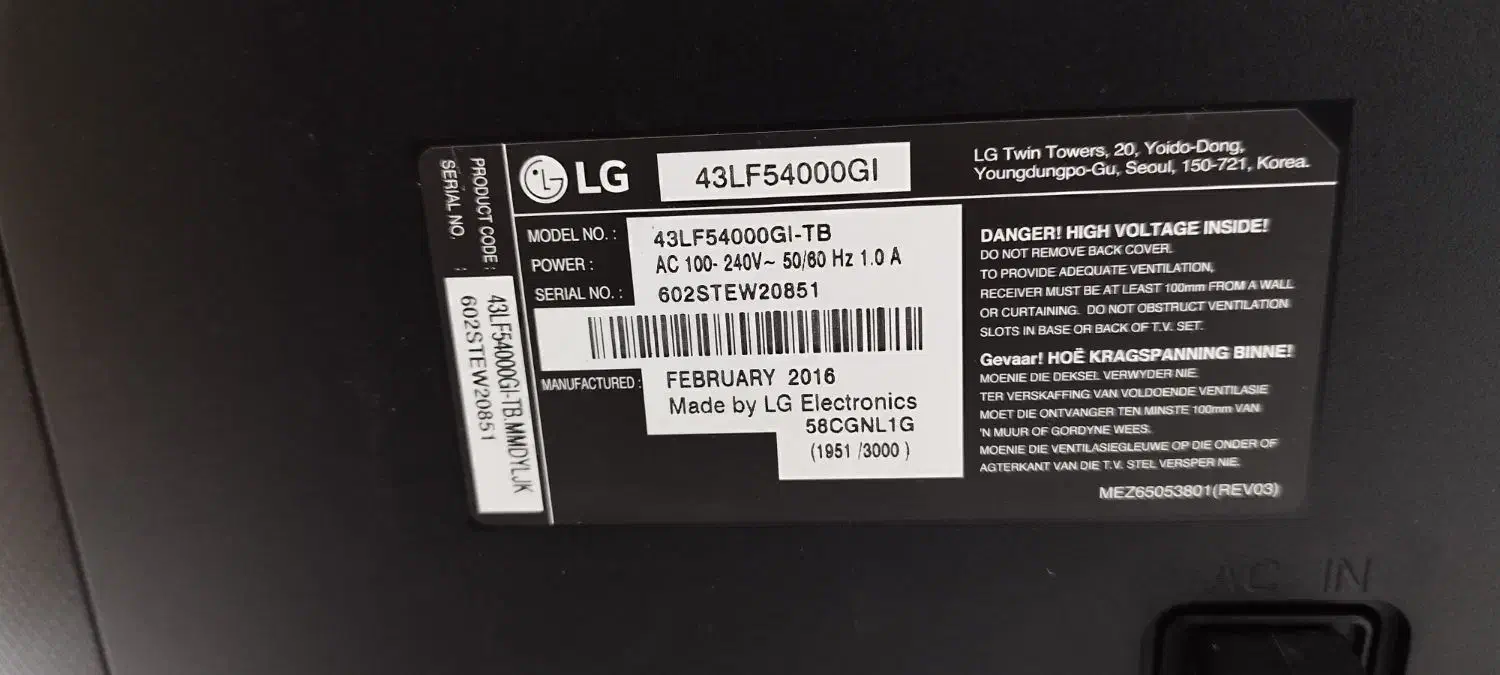 PRODUCT CODE :
43LF54000GI-TB.MMDYLJK
SERIAL NO. :
602STEW20851
LG
43LF54000GI
LG Twin Towers, 20, Yoido-Dong,
Youngdungpo-Gu, Seoul, 150-721, Korea.
MODEL NO. : 43LF54000GI-TB
POWER : AC 100- 240V~ 50/60 Hz 1.0 A
SERIAL NO. : 602STEW20851
MANUFACTURED : FEBRUARY 2016
Made by LG Electronics
58CGNL1G
(1951 /3000 )
DANGER! HIGH VOLTAGE INSIDE!
DO NOT REMOVE BACK COVER.
TO PROVIDE ADEQUATE VENTILATION,
RECEIVER MUST BE AT LEAST 100mm FROM A WALL
OR CURTAINING. DO NOT OBSTRUCT VENTILATION
SLOTS IN BASE OR BACK OF T.V. SET.
Gevaar! HOË KRAGSPANNING BINNE!
MOENIE DIE DEKSEL VERWYDER NIE.
TER VERSKAFFING VAN VOLDOENDE VENTILASIE
MOET DIE ONTVANGER TEN MINSTE 100mm VAN
'N MUUR OF GORDYNE WEES.
MOENIE DIE VENTILASIEGLEUWE OP DIE ONDER OF
AGTERKANT VAN DIE T.V. STEL VERSPER NIE.
MEZ65053801(REV03)
AC IN